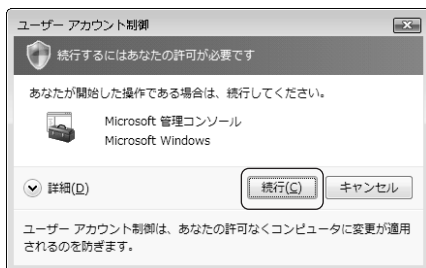 ユーザー アカウント制御
続行するにはあなたの許可が必要です
あなたが開始した操作である場合は、続行してください。
Microsoft 管理コンソール
Microsoft Windows
詳細(D)
続行(C)
キャンセル
ユーザー アカウント制御は、あなたの許可なくコンピュータに変更が適用
されるのを防ぎます。